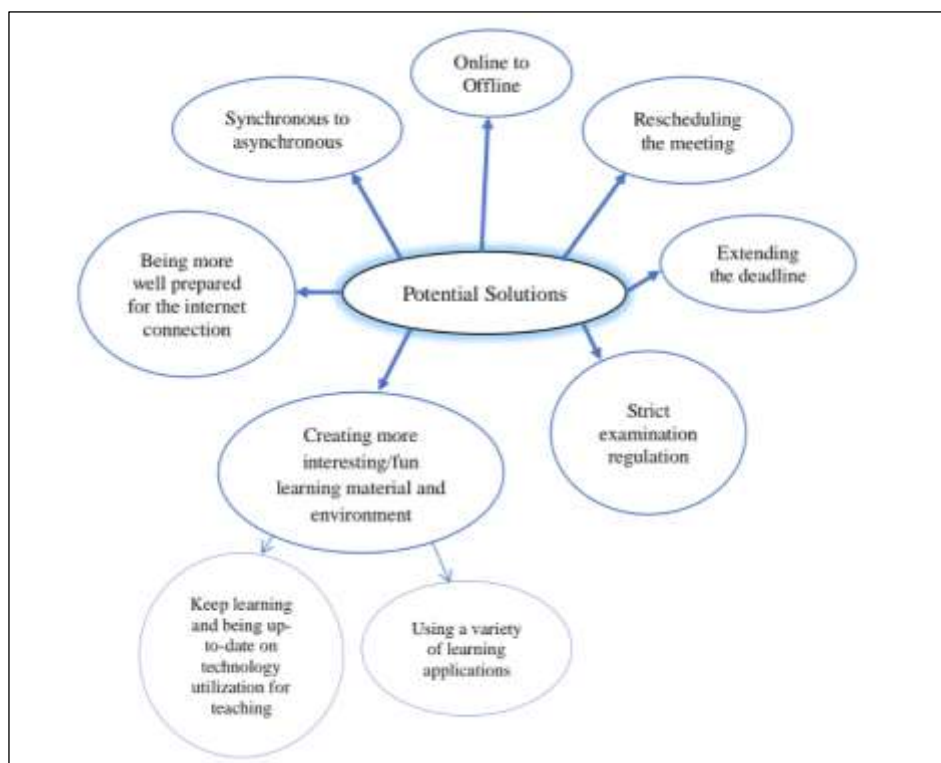 Online to
Offline
Synchronous to
asynchronous
Rescheduling
the meeting
Being more
well prepared
for the internet
connection
Potential Solutions
Extending
the deadline
Creating more
interesting/fun
learning material and
environment
Strict
examination
regulation
Keep learning
and being up-
to-date on
technology
utilization for
teaching
Using a variety
of learning
applications